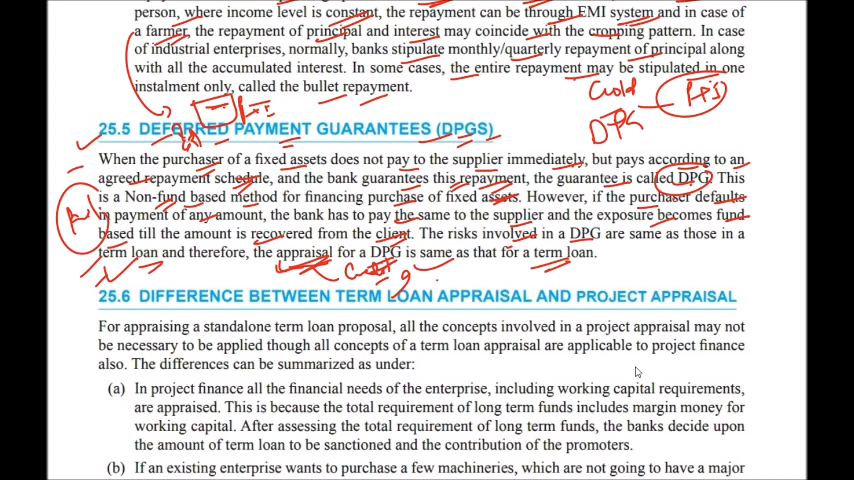 person, where income level is constant, the repayment can be through EMI system and in case of
a farmer, the repayment of principal and interest may coincide with the cropping pattern. In case
of industrial enterprises, normally, banks stipulate monthly/quarterly repayment of principal along
with all the accumulated interest. In some cases, the entire repayment may be stipulated in one
instalment only, called the bullet repayment.
DPG
25.5 DEFERRED PAYMENT GUARANTEES (DPGS)
When the purchaser of a fixed assets does not pay to the supplier immediately, but pays according to an
agreed repayment schedule, and the bank guarantees this repayment, the guarantee is called DPG. This
is a Non-fund based method for financing purchase of fixed assets. However, if the purchaser defaults
in payment of any amount, the bank has to pay the same to the supplier and the exposure becomes fund
based till the amount is recovered from the client. The risks involved in a DPG are same as those in a
term loan and therefore, the appraisal for a DPG is same as that for a term loan.
25.6 DIFFERENCE BETWEEN TERM LOAN APPRAISAL AND PROJECT APPRAISAL
For appraising a standalone term loan proposal, all the concepts involved in a project appraisal may not
be necessary to be applied though all concepts of a term loan appraisal are applicable to project finance
also. The differences can be summarized as under:
(a) In project finance all the financial needs of the enterprise, including working capital requirements,
are appraised. This is because the total requirement of long term funds includes margin money for
working capital. After assessing the total requirement of long term funds, the banks decide upon
the amount of term loan to be sanctioned and the contribution of the promoters.
(b) If an existing enterprise wants to purchase a few machineries, which are not going to have a major